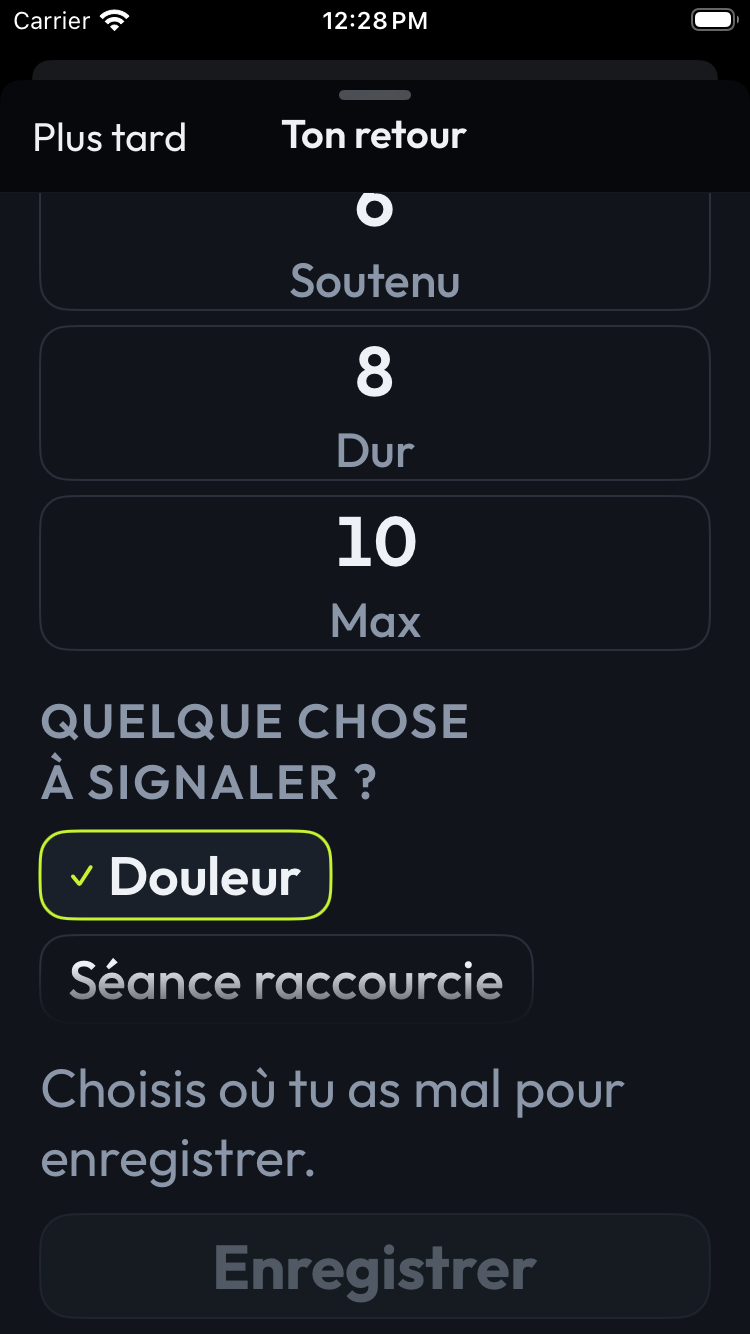 Carrier
12:28 PM
Plus tard
Ton retour
6
Soutenu
8
Dur
10
Max
QUELQUE CHOSE
À SIGNALER ?
✓ Douleur
Séance raccourcie
Choisis où tu as mal pour
enregistrer.
Enregistrer